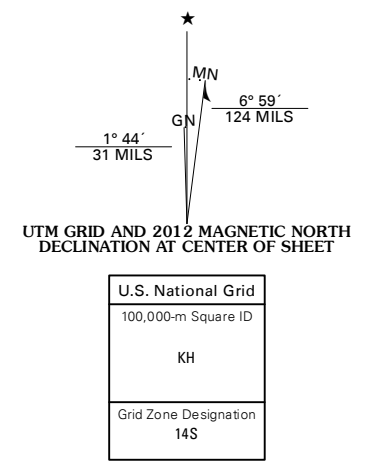 ★
MN
GN
6° 59´
124 MILS
1° 44´
31 MILS
UTM GRID AND 2012 MAGNETIC NORTH
DECLINATION AT CENTER OF SHEET
U.S. National Grid
100,000-m Square ID
KH
Grid Zone Designation
14S